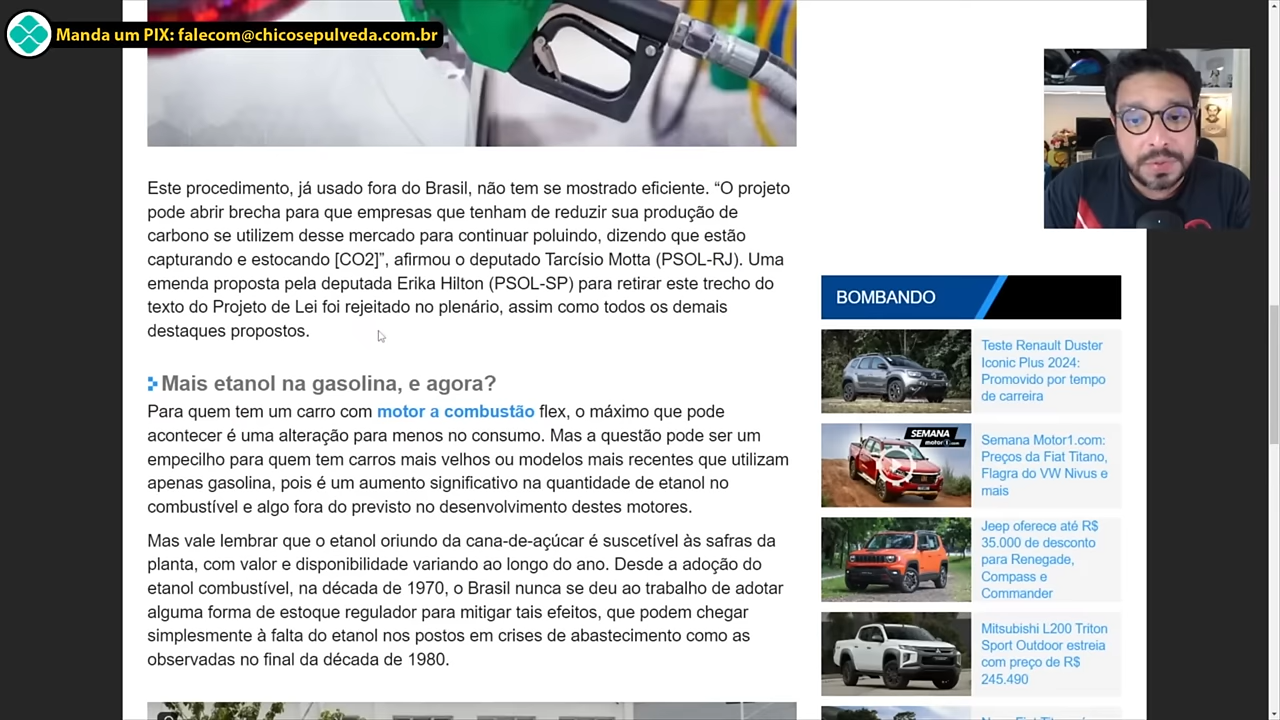 Manda um PIX: falecom@chicosepulveda.com.br
Este procedimento, já usado fora do Brasil, não tem se mostrado eficiente. “O projeto
pode abrir brecha para que empresas que tenham de reduzir sua produção de
carbono se utilizem desse mercado para continuar poluindo, dizendo que estão
capturando e estocando [CO2]”, afirmou o deputado Tarcísio Motta (PSOL-RJ). Uma
emenda proposta pela deputada Erika Hilton (PSOL-SP) para retirar este trecho do
texto do Projeto de Lei foi rejeitado no plenário, assim como todos os demais
destaques propostos.
Mais etanol na gasolina, e agora?
Para quem tem um carro com motor a combustão flex, o máximo que pode
acontecer é uma alteração para menos no consumo. Mas a questão pode ser um
empecilho para quem tem carros mais velhos ou modelos mais recentes que utilizam
apenas gasolina, pois é um aumento significativo na quantidade de etanol no
combustível e algo fora do previsto no desenvolvimento destes motores.
Mas vale lembrar que o etanol oriundo da cana-de-açúcar é suscetível às safras da
planta, com valor e disponibilidade variando ao longo do ano. Desde a adoção do
etanol combustível, na década de 1970, o Brasil nunca se deu ao trabalho de adotar
alguma forma de estoque regulador para mitigar tais efeitos, que podem chegar
simplesmente à falta do etanol nos postos em crises de abastecimento como as
observadas no final da década de 1980.
BOMBANDO
Teste Renault Duster
Iconic Plus 2024:
Promovido por tempo
de carreira
SEMANA
motor1.com
Semana Motor1.com:
Preços da Fiat Titano,
Flagra do VW Nivus e
mais
Jeep oferece até R$
35.000 de desconto
para Renegade,
Compass e
Commander
Mitsubishi L200 Triton
Sport Outdoor estreia
com preço de R$
245.490